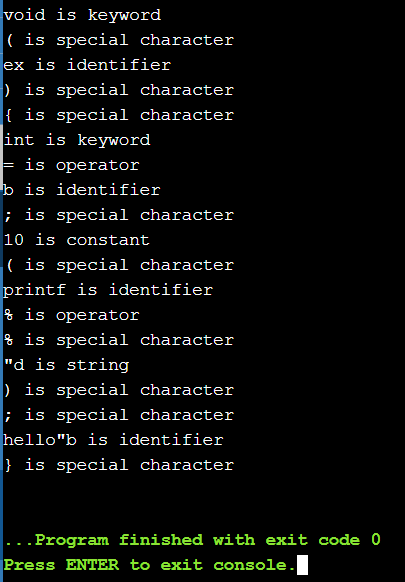 void is keyword
( is special character
ex is identifier
) is special character
{ is special character
int is keyword
= is operator
b is identifier
; is special character
10 is constant
( is special character
printf is identifier
% is operator
% is special character
"d is string
) is special character
; is special character
hello"b is identifier
} is special character
...Program finished with exit code 0
Press ENTER to exit console.